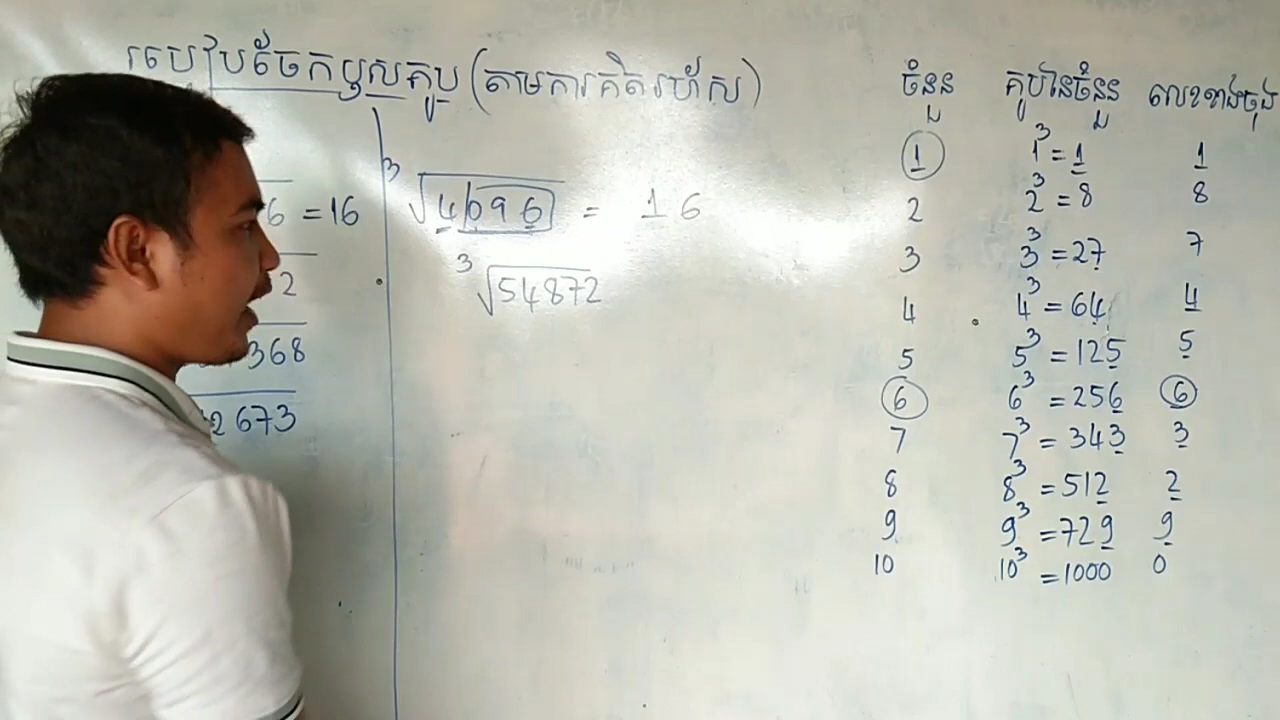 របៀបចែកឫសគូប (តាមការគិតរហ័ស)
6 = 16
2
368
2673
∛4096 = 16
∛54872
ចំនួន គូបនៃចំនួន លេខខាងចុង
1 1³ = 1 1
2 2³ = 8 8
3 3³ = 27 7
4 4³ = 64 4
5 5³ = 125 5
6 6³ = 256 6
7 7³ = 343 3
8 8³ = 512 2
9 9³ = 729 9
10 10³ = 1000 0